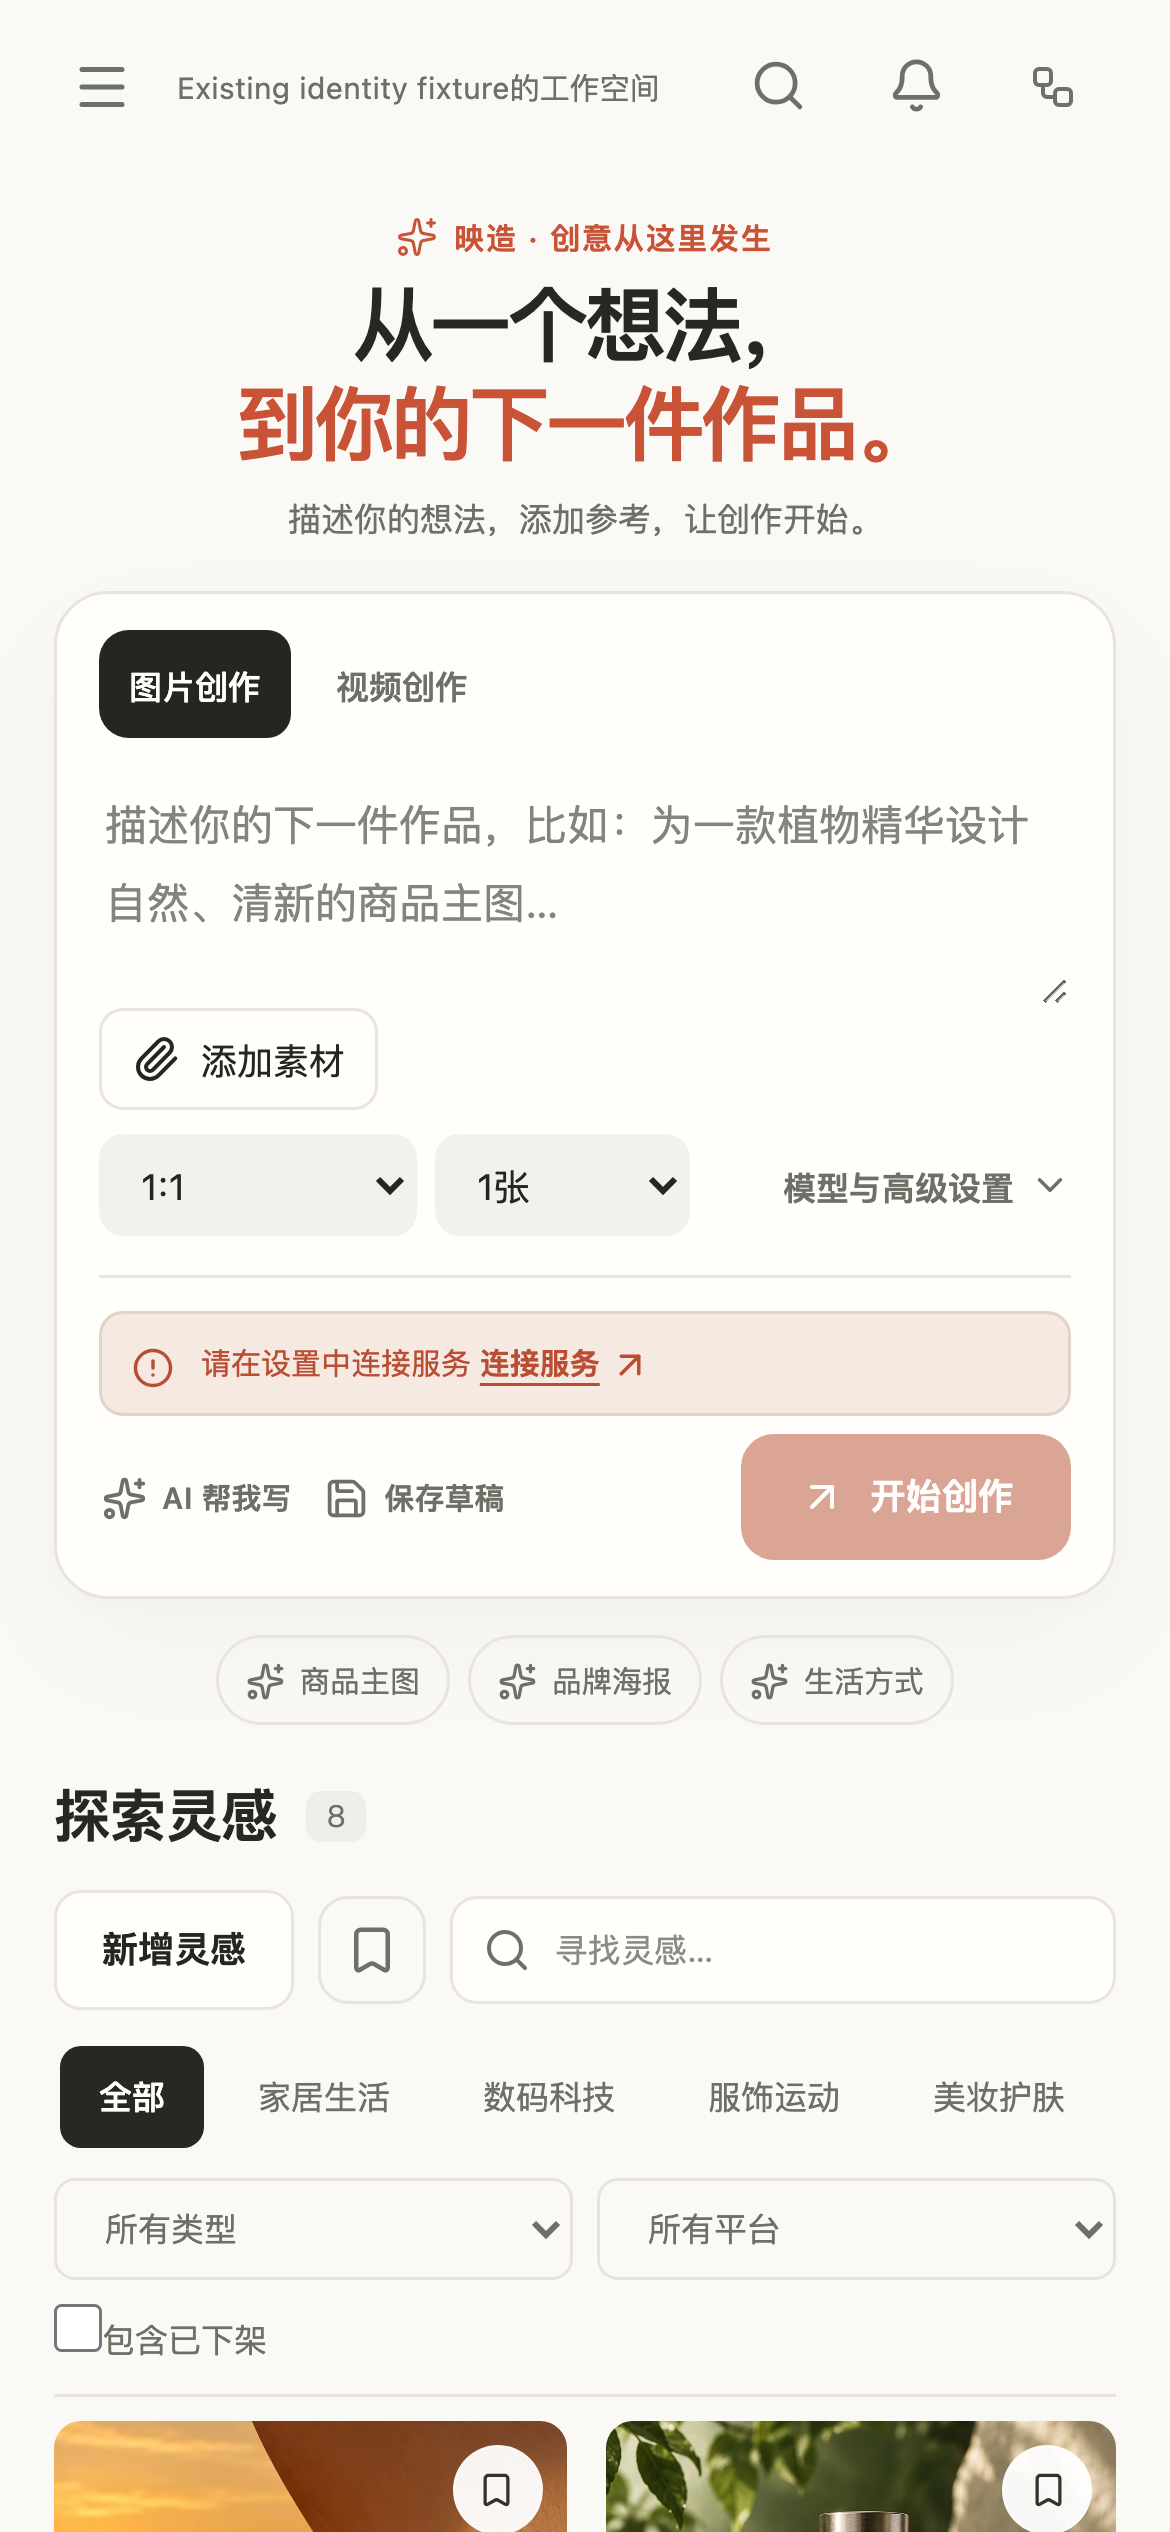 Existing identity fixture的工作空间
映造 · 创意从这里发生
从一个想法，
到你的下一件作品。
描述你的想法，添加参考，让创作开始。
图片创作
视频创作
描述你的下一件作品，比如：为一款植物精华设计
自然、清新的商品主图...
添加素材
1:1
1张
模型与高级设置
请在设置中连接服务 连接服务
AI 帮我写
保存草稿
开始创作
商品主图
品牌海报
生活方式
探索灵感
8
新增灵感
寻找灵感...
全部
家居生活
数码科技
服饰运动
美妆护肤
所有类型
所有平台
包含已下架